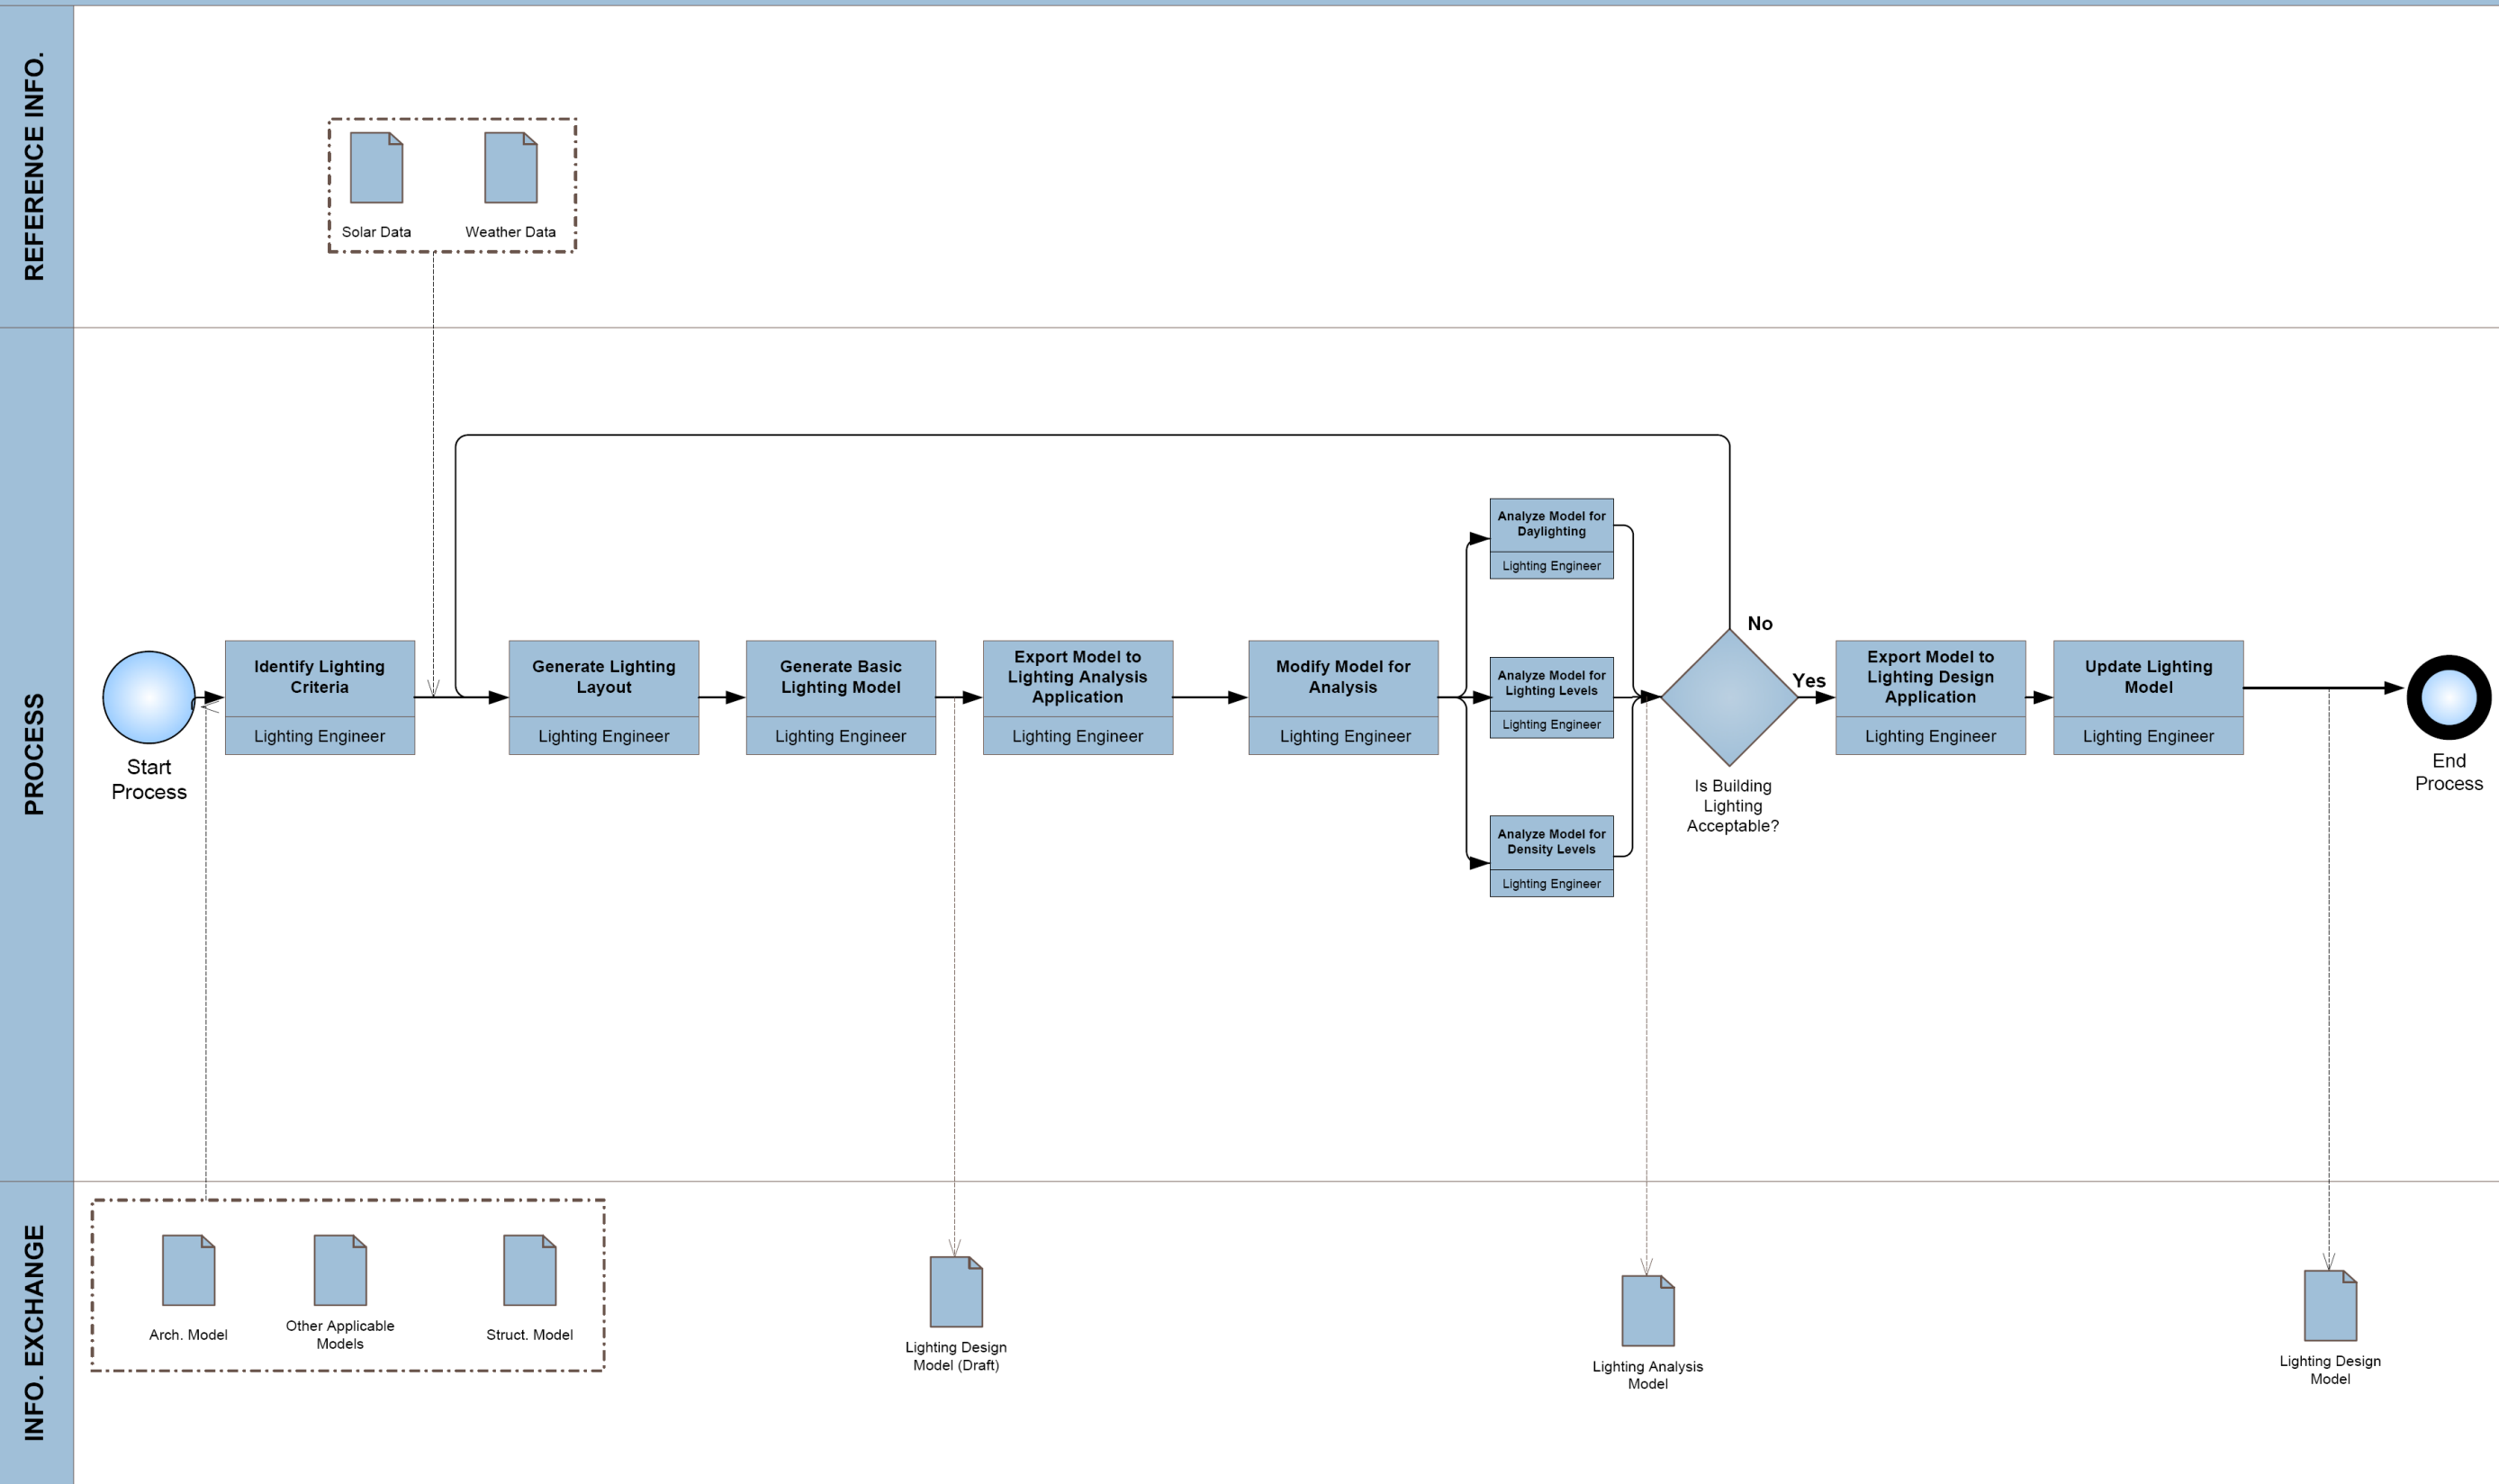 REFERENCE INFO.
Solar Data
Weather Data
PROCESS
Start
Process
Identify Lighting
Criteria
Lighting Engineer
Generate Lighting
Layout
Lighting Engineer
Generate Basic
Lighting Model
Lighting Engineer
Export Model to
Lighting Analysis
Application
Lighting Engineer
Modify Model for
Analysis
Lighting Engineer
Analyze Model for
Daylighting
Lighting Engineer
Analyze Model for
Lighting Levels
Lighting Engineer
Analyze Model for
Density Levels
Lighting Engineer
No
Yes
Is Building
Lighting
Acceptable?
Export Model to
Lighting Design
Application
Lighting Engineer
Update Lighting
Model
Lighting Engineer
End
Process
INFO. EXCHANGE
Arch. Model
Other Applicable
Models
Struct. Model
Lighting Design
Model (Draft)
Lighting Analysis
Model
Lighting Design
Model